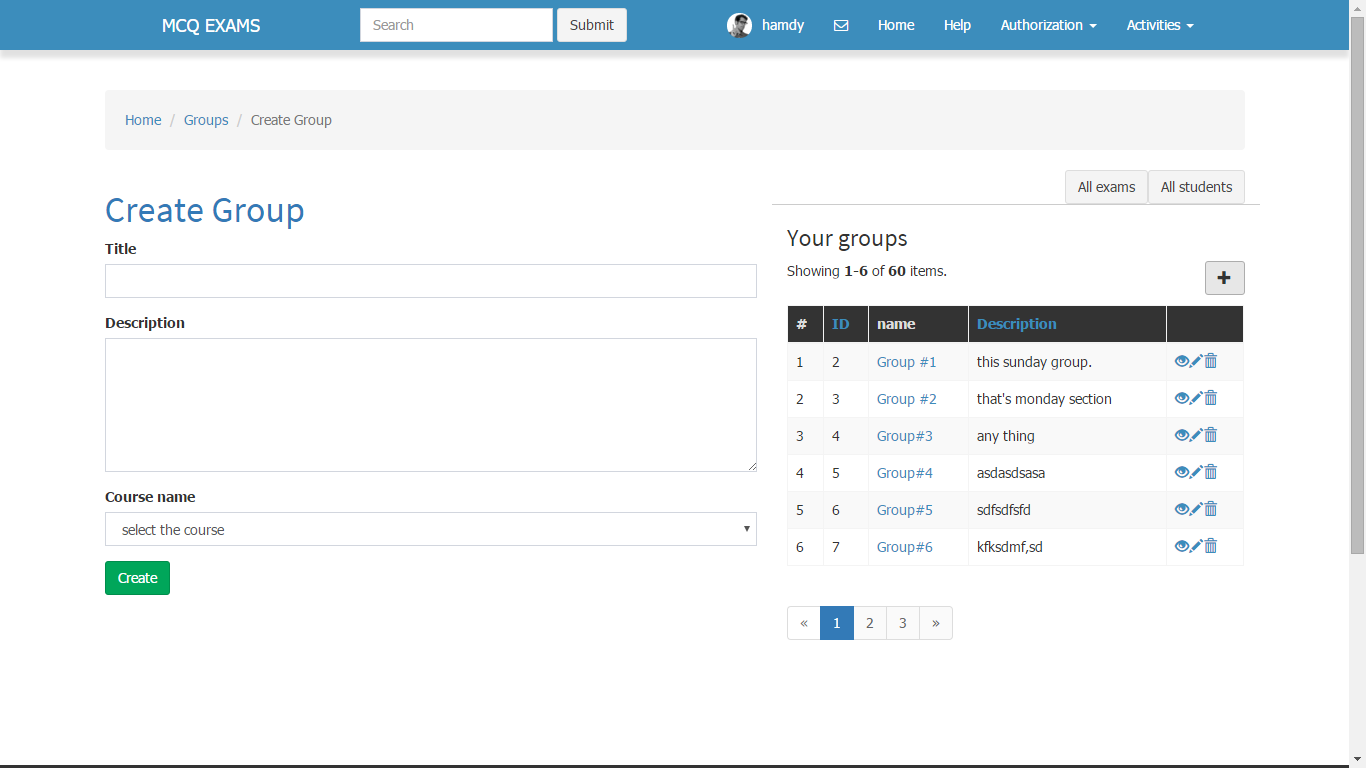 MCQ EXAMS Search Submit hamdy Home Help Authorization Activities
Home / Groups / Create Group
All exams All students
Create Group
Title
Description
Course name
select the course
Create
Your groups
Showing 1-6 of 60 items.
# ID name Description
1 2 Group #1 this sunday group.
2 3 Group #2 that's monday section
3 4 Group#3 any thing
4 5 Group#4 asdasdsasa
5 6 Group#5 sdfsdfsfd
6 7 Group#6 kfksdmf,sd
« 1 2 3 »